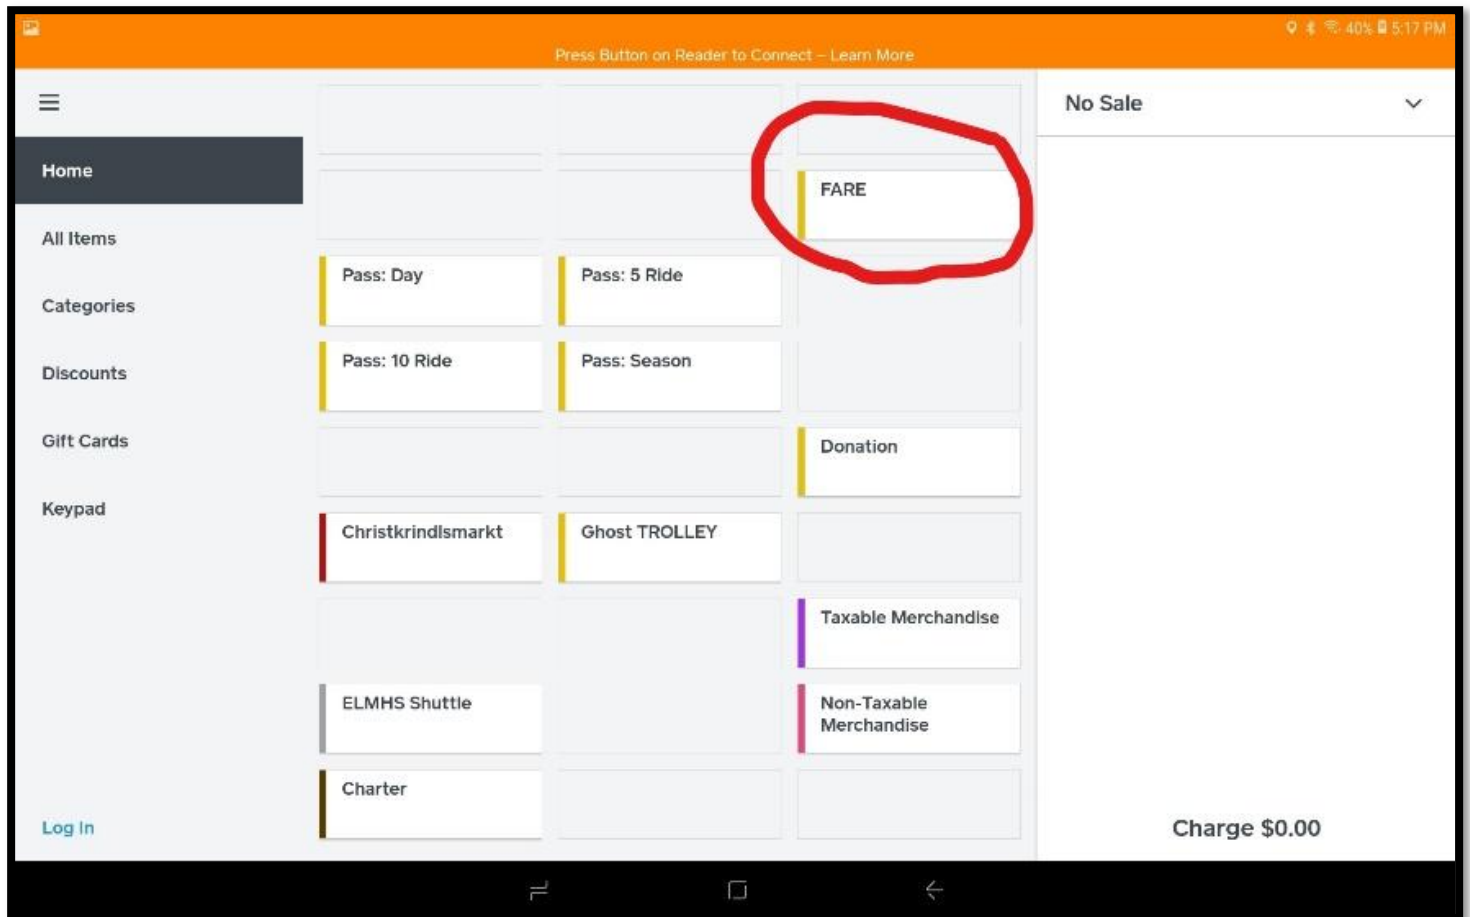 40% 5:17 PM
Press Button on Reader to Connect – Learn More
No Sale
Home
FARE
All Items
Pass: Day
Pass: 5 Ride
Categories
Pass: 10 Ride
Pass: Season
Discounts
Gift Cards
Donation
Keypad
Christkrindlsmarkt
Ghost TROLLEY
Taxable Merchandise
ELMHS Shuttle
Non-Taxable
Merchandise
Charter
Log In
Charge $0.00